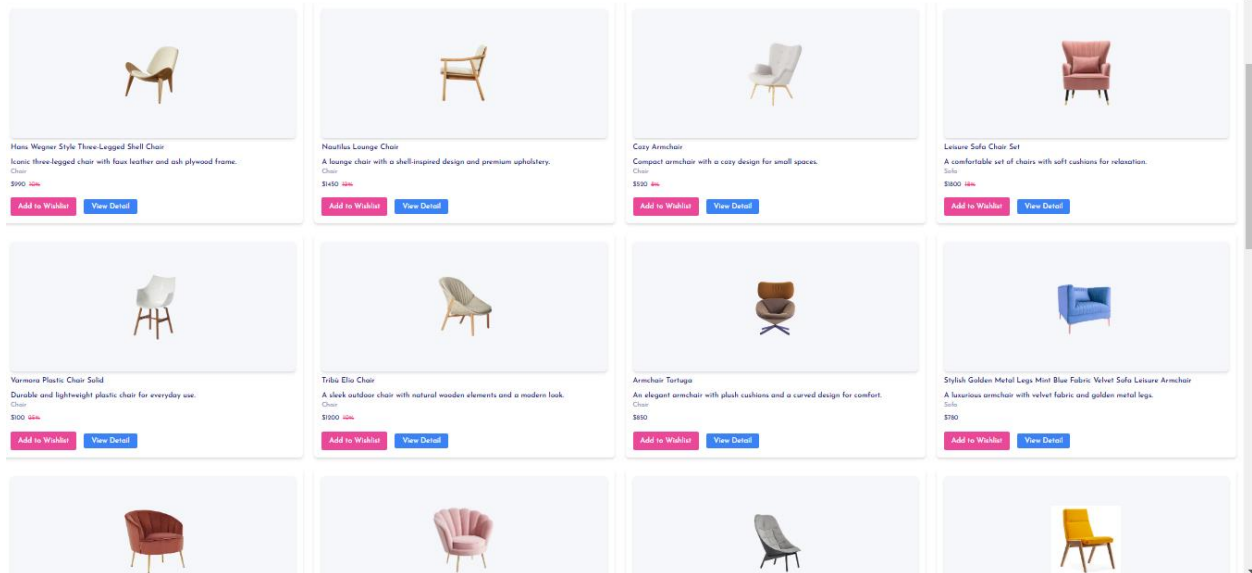 Hans Wegner Style Three-Legged Shell Chair
Iconic three-legged chair with faux leather and ash plywood frame.
Chair
$990 10%
Add to Wishlist View Detail
Nautilus Lounge Chair
A lounge chair with a shell-inspired design and premium upholstery.
Chair
$1450
Add to Wishlist View Detail
Cozy Armchair
Compact armchair with a cozy design for small spaces.
Chair
$520
Add to Wishlist View Detail
Leisure Sofa Chair Set
A comfortable set of chairs with soft cushions for relaxation.
Sofa
$1800
Add to Wishlist View Detail
Varmora Plastic Chair Solid
Durable and lightweight plastic chair for everyday use.
Chair
$100
Add to Wishlist View Detail
Tribù Elio Chair
A sleek outdoor chair with natural wooden elements and a modern look.
Chair
$1200 10%
Add to Wishlist View Detail
Armchair Tortuga
An elegant armchair with plush cushions and a curved design for comfort.
Chair
$850
Add to Wishlist View Detail
Stylish Golden Metal Legs Mint Blue Fabric Velvet Sofa Leisure Armchair
A luxurious armchair with velvet fabric and golden metal legs.
Sofa
$780
Add to Wishlist View Detail